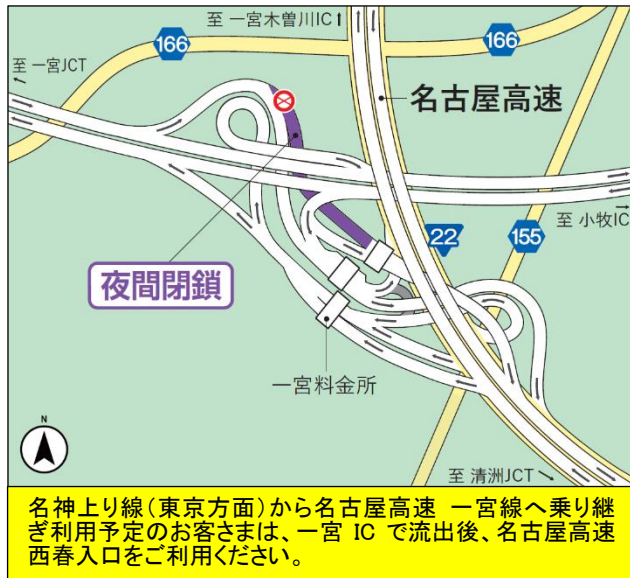 至 一宮木曽川IC
166
166
至 一宮JCT
名古屋高速
至 小牧IC
22
155
夜間閉鎖
一宮料金所
N
至 清洲JCT
名神上り線(東京方面)から名古屋高速 一宮線へ乗り継
ぎ利用予定のお客さまは、一宮 IC で流出後、名古屋高速
西春入口をご利用ください。